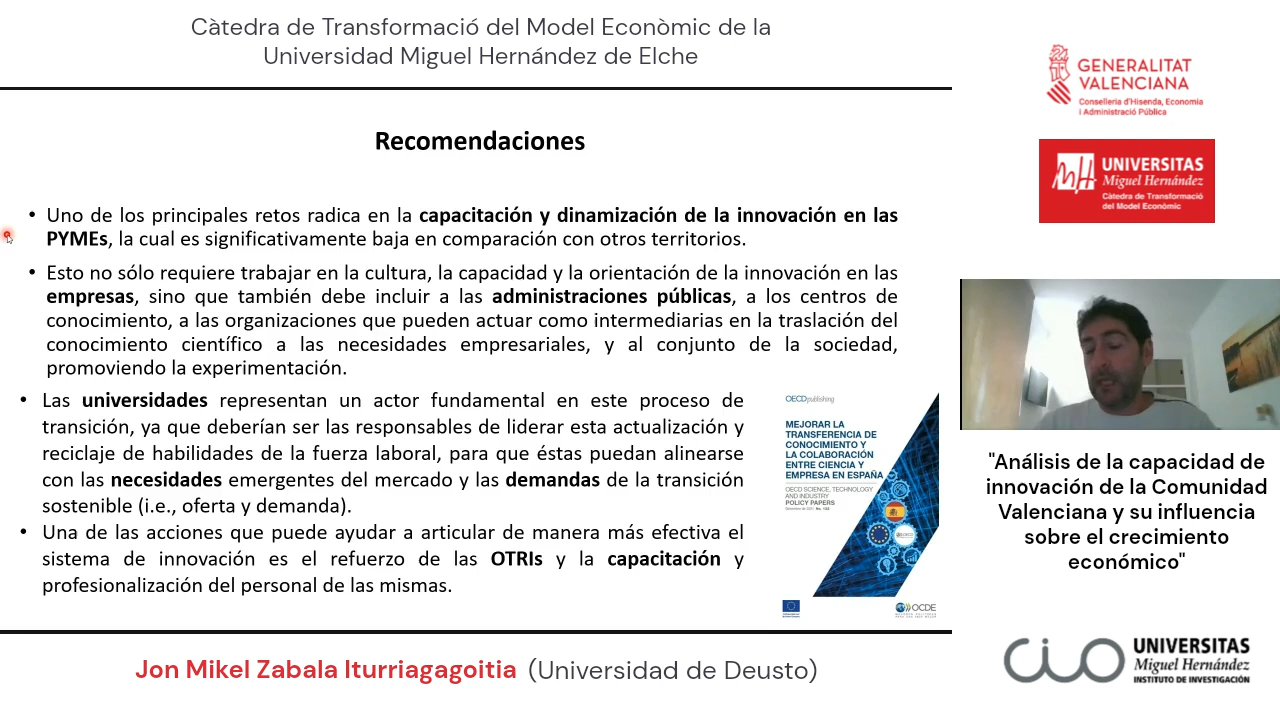 Càtedra de Transformació del Model Econòmic de la
Universidad Miguel Hernández de Elche
GENERALITAT
VALENCIANA
Conselleria d'Hisenda, Economia
i Administració Pública
UNIVERSITAS
Miguel Hernández
Càtedra de Transformació
del Model Econòmic
Recomendaciones
• Uno de los principales retos radica en la capacitación y dinamización de la innovación en las
PYMEs, la cual es significativamente baja en comparación con otros territorios.
• Esto no sólo requiere trabajar en la cultura, la capacidad y la orientación de la innovación en las
empresas, sino que también debe incluir a las administraciones públicas, a los centros de
conocimiento, a las organizaciones que pueden actuar como intermediarias en la traslación del
conocimiento científico a las necesidades empresariales, y al conjunto de la sociedad,
promoviendo la experimentación.
• Las universidades representan un actor fundamental en este proceso de
transición, ya que deberían ser las responsables de liderar esta actualización y
reciclaje de habilidades de la fuerza laboral, para que éstas puedan alinearse
con las necesidades emergentes del mercado y las demandas de la transición
sostenible (i.e., oferta y demanda).
• Una de las acciones que puede ayudar a articular de manera más efectiva el
sistema de innovación es el refuerzo de las OTRIs y la capacitación y
profesionalización del personal de las mismas.
OECDpublishing
MEJORAR LA
TRANSFERENCIA DE
CONOCIMIENTO Y
LA COLABORACIÓN
ENTRE CIENCIA Y
EMPRESA EN ESPAÑA
OECD SCIENCE, TECHNOLOGY
AND INDUSTRY
POLICY PAPERS
OCDE
"Análisis de la capacidad de
innovación de la Comunidad
Valenciana y su influencia
sobre el crecimiento
económico"
Jon Mikel Zabala Iturriagagoitia (Universidad de Deusto)
CIO
UNIVERSITAS
Miguel Hernández
INSTITUTO DE INVESTIGACIÓN